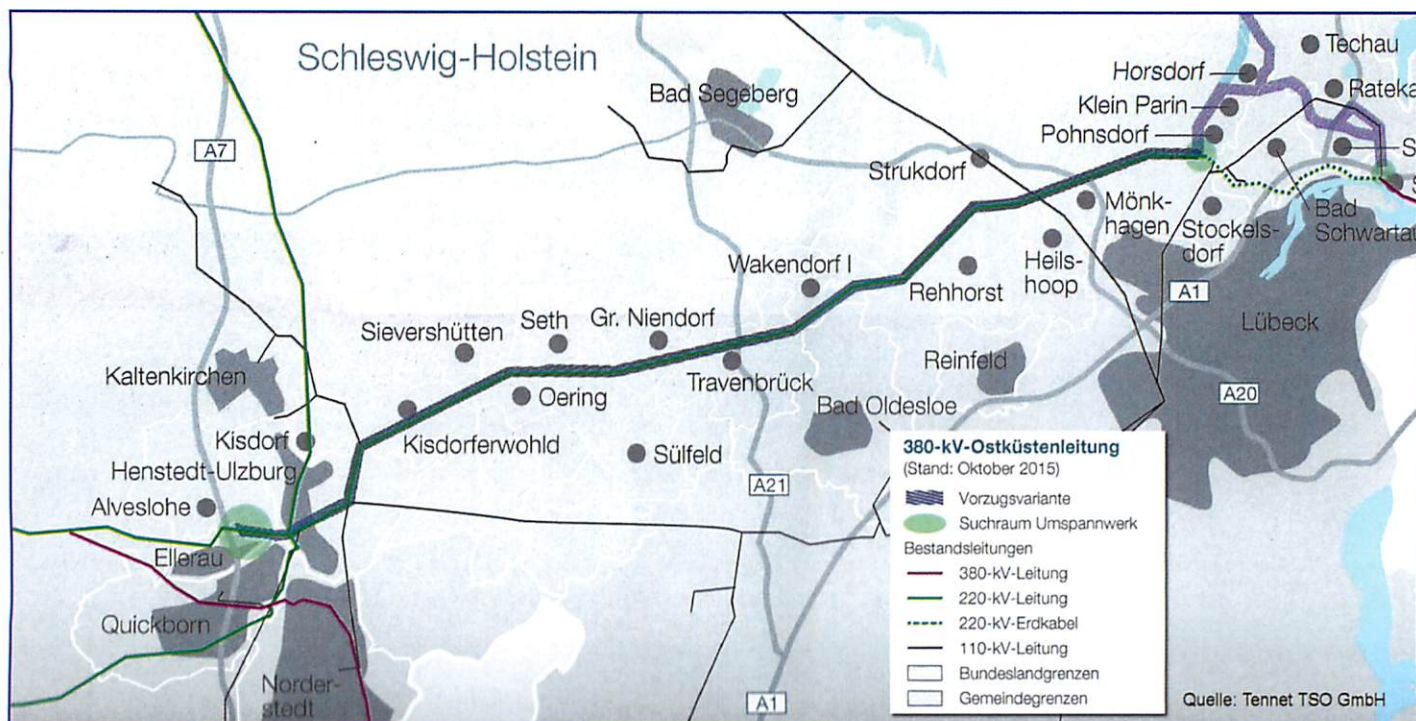 Schleswig-Holstein
Techau
Horsdorf
Rateka
Bad Segeberg
Klein Parin
Pohnsdorf
A7
S
Strukdorf
S
Mönk-
hagen
Stockels-
dorf
Bad
Schwartau
Heils-
hoop
Wakendorf I
Rehhorst
A1
Lübeck
Sievershütten
Seth
Gr. Niendorf
Kaltenkirchen
Travenbrück
Reinfeld
A20
Oering
Bad Oldesloe
Kisdorf
Kisdorferwohld
Sülfeld
Henstedt-Ulzburg
A21
Alveslohe
Ellerau
Quickborn
Norder-
stedt
A1
380-kV-Ostküstenleitung
(Stand: Oktober 2015)
Vorzugsvariante
Suchraum Umspannwerk
Bestandsleitungen
380-kV-Leitung
220-kV-Leitung
220-kV-Erdkabel
110-kV-Leitung
Bundeslandgrenzen
Gemeindegrenzen
Quelle: Tennet TSO GmbH